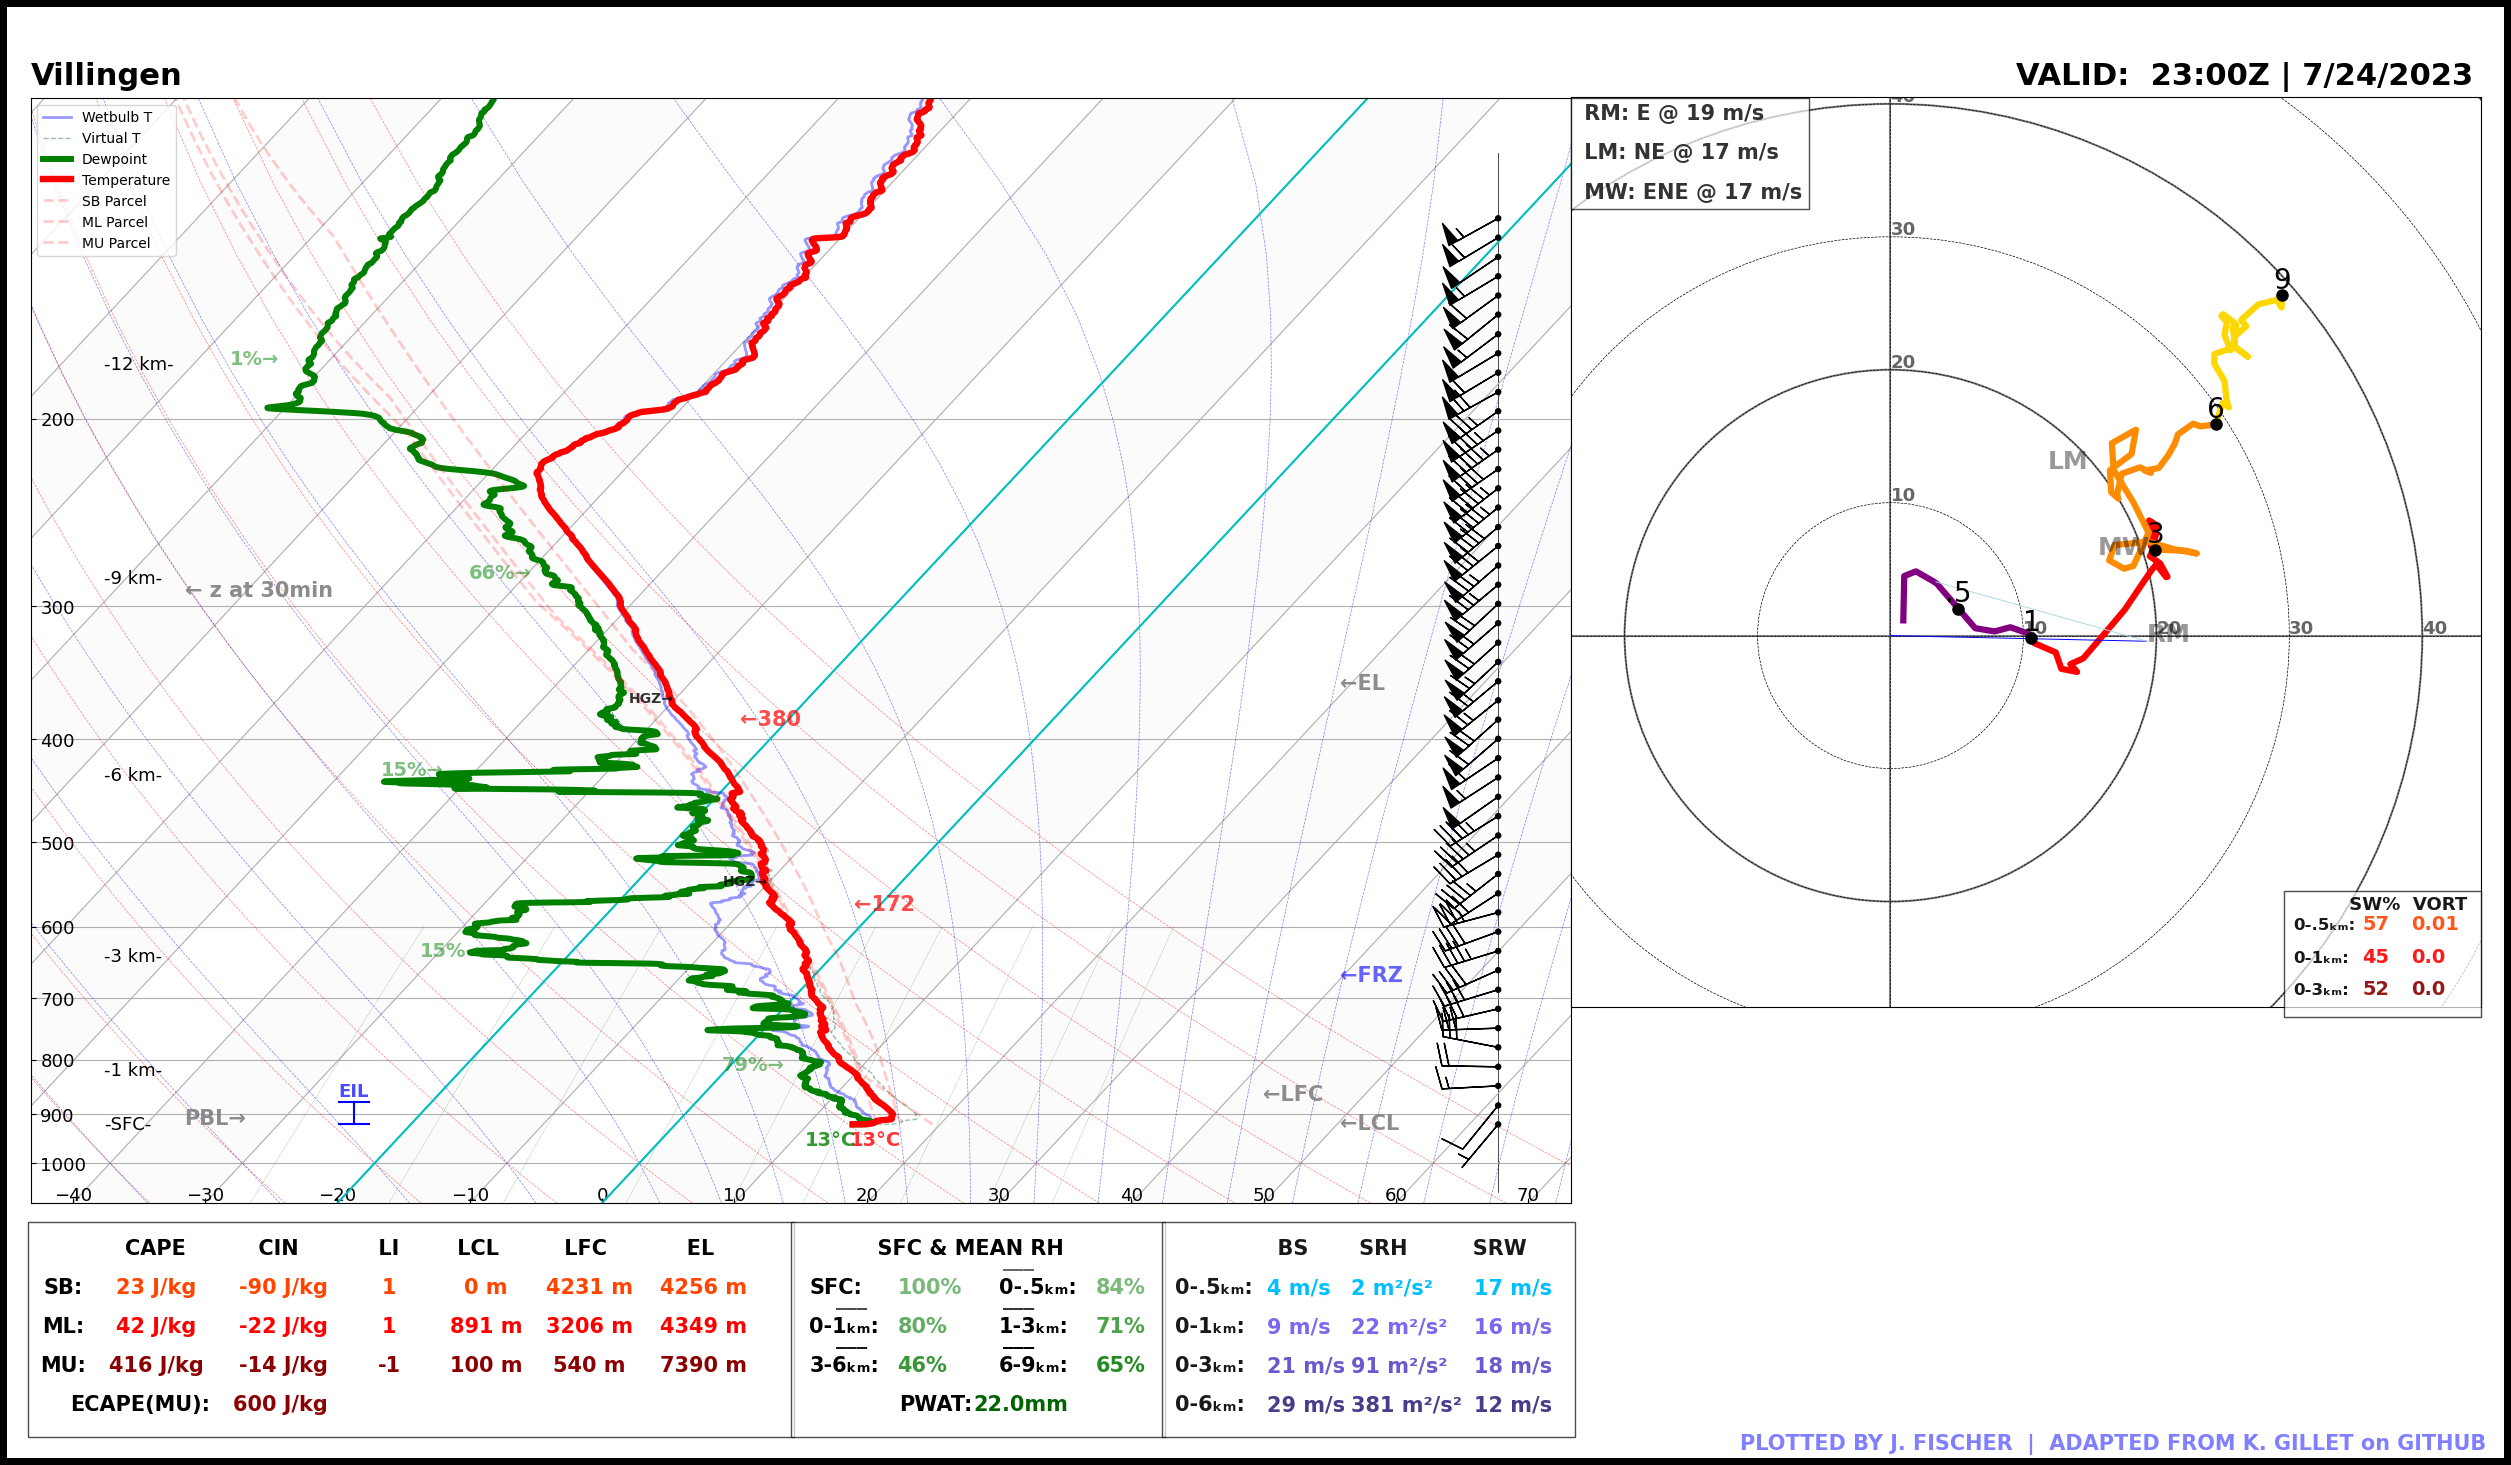 Villingen
VALID:  23:00Z | 7/24/2023
Wetbulb T
Virtual T
Dewpoint
Temperature
SB Parcel
ML Parcel
MU Parcel
1%→
-12 km-
200
66%→
-9 km-
← z at 30min
300
HGZ→
←EL
←380
400
15%→
-6 km-
500
HGZ→
←172
600
15%
-3 km-
←FRZ
700
79%→
800
-1 km-
EIL
←LFC
900
PBL→
-SFC-
←LCL
13°C
13°C
1000
−40 −30 −20 −10 0 10 20 30 40 50 60 70
RM: E @ 19 m/s
LM: NE @ 17 m/s
MW: ENE @ 17 m/s
40
30
9
20
6
LM
10
3
MW
.5
1
10
20
RM
30
40
SW% VORT
0-.5ₖₘ: 57 0.01
0-1ₖₘ: 45 0.0
0-3ₖₘ: 52 0.0
CAPE CIN LI LCL LFC EL
SB: 23 J/kg -90 J/kg 1 0 m 4231 m 4256 m
ML: 42 J/kg -22 J/kg 1 891 m 3206 m 4349 m
MU: 416 J/kg -14 J/kg -1 100 m 540 m 7390 m
ECAPE(MU): 600 J/kg
SFC & MEAN RH
SFC: 100% 0-.5ₖₘ: 84%
0-1ₖₘ: 80% 1-3ₖₘ: 71%
3-6ₖₘ: 46% 6-9ₖₘ: 65%
PWAT: 22.0mm
BS SRH SRW
0-.5ₖₘ: 4 m/s 2 m²/s² 17 m/s
0-1ₖₘ: 9 m/s 22 m²/s² 16 m/s
0-3ₖₘ: 21 m/s 91 m²/s² 18 m/s
0-6ₖₘ: 29 m/s 381 m²/s² 12 m/s
PLOTTED BY J. FISCHER | ADAPTED FROM K. GILLET on GITHUB